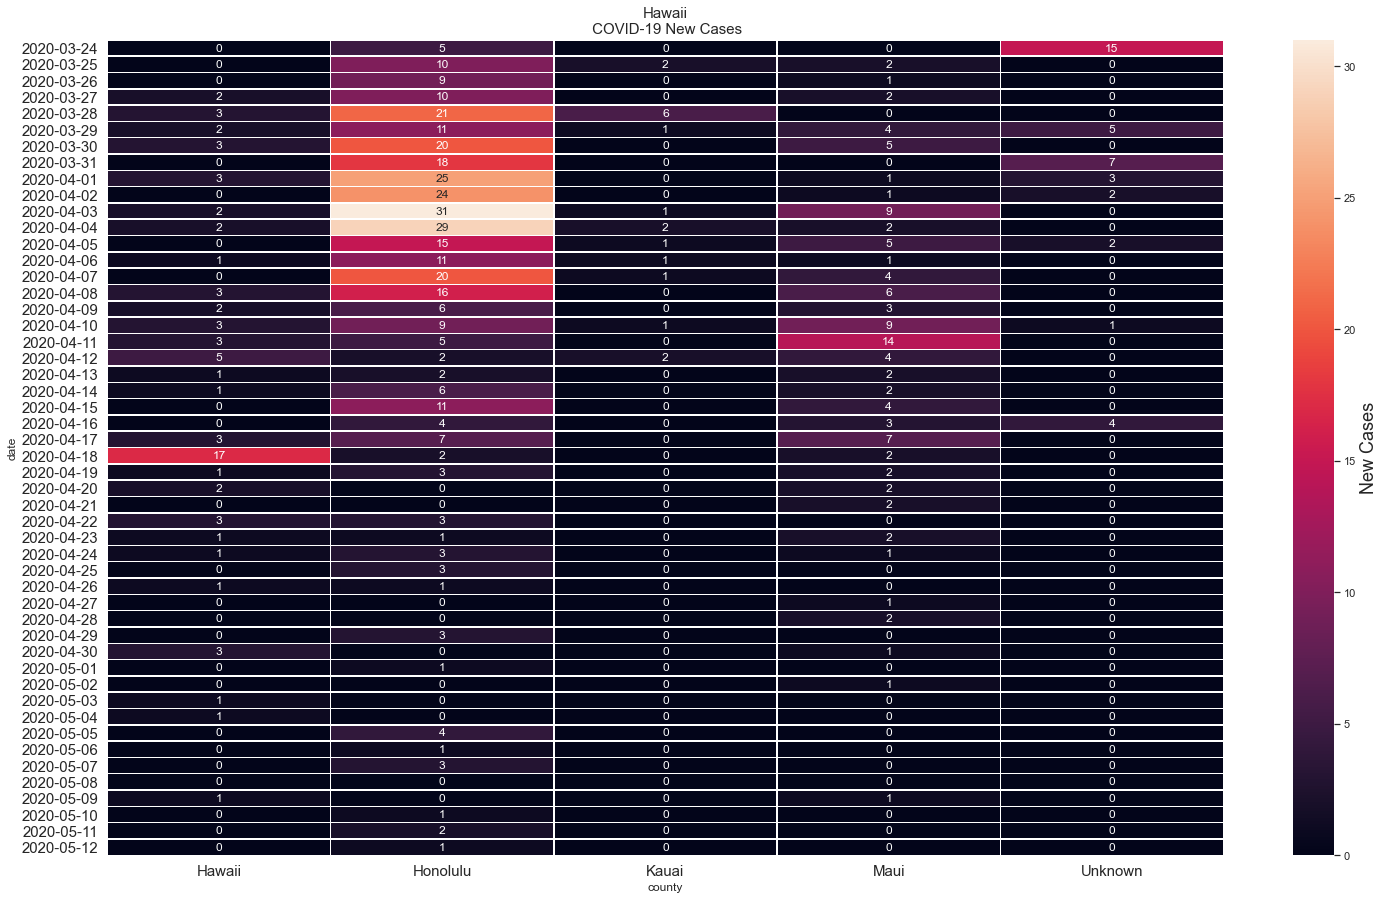 Hawaii
COVID-19 New Cases
2020-03-24 0 5 0 0 15
2020-03-25 0 10 2 2 0
2020-03-26 0 9 0 1 0
2020-03-27 2 10 0 2 0
2020-03-28 3 21 6 0 0
2020-03-29 2 11 1 4 5
2020-03-30 3 20 0 5 0
2020-03-31 0 18 0 0 7
2020-04-01 3 25 0 1 3
2020-04-02 0 24 0 1 2
2020-04-03 2 31 1 9 0
2020-04-04 2 29 2 2 0
2020-04-05 0 15 1 5 2
2020-04-06 1 11 1 1 0
2020-04-07 0 20 1 4 0
2020-04-08 3 16 0 6 0
2020-04-09 2 6 0 3 0
2020-04-10 3 9 1 9 1
2020-04-11 3 5 0 14 0
2020-04-12 5 2 2 4 0
2020-04-13 1 2 0 2 0
2020-04-14 1 6 0 2 0
2020-04-15 0 11 0 4 0
2020-04-16 0 4 0 3 4
2020-04-17 3 7 0 7 0
2020-04-18 17 2 0 2 0
2020-04-19 1 3 0 2 0
2020-04-20 2 0 0 2 0
2020-04-21 0 0 0 2 0
2020-04-22 3 3 0 0 0
2020-04-23 1 1 0 2 0
2020-04-24 1 3 0 1 0
2020-04-25 0 3 0 0 0
2020-04-26 1 1 0 0 0
2020-04-27 0 0 0 1 0
2020-04-28 0 0 0 2 0
2020-04-29 0 3 0 0 0
2020-04-30 3 0 0 1 0
2020-05-01 0 1 0 0 0
2020-05-02 0 0 0 1 0
2020-05-03 1 0 0 0 0
2020-05-04 1 0 0 0 0
2020-05-05 0 4 0 0 0
2020-05-06 0 1 0 0 0
2020-05-07 0 3 0 0 0
2020-05-08 0 0 0 0 0
2020-05-09 1 0 0 1 0
2020-05-10 0 1 0 0 0
2020-05-11 0 2 0 0 0
2020-05-12 0 1 0 0 0
Hawaii Honolulu Kauai Maui Unknown
county
date
30
25
20
15
10
5
0
New Cases